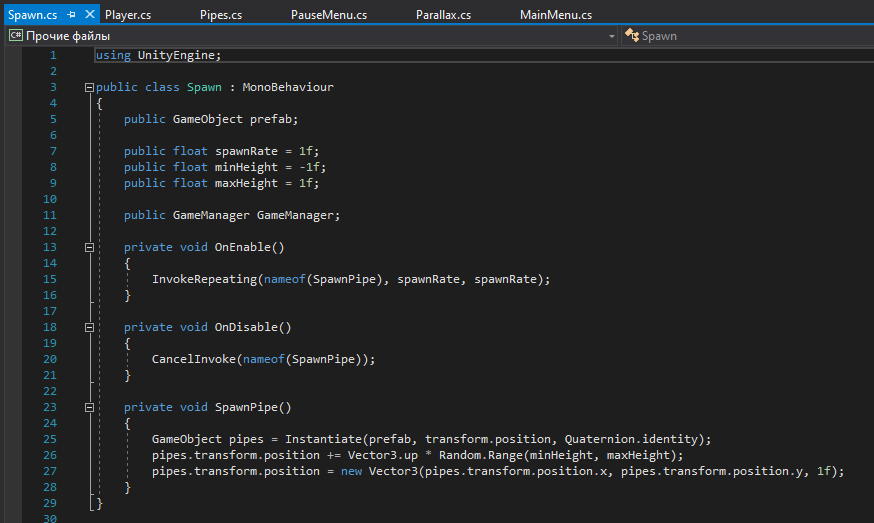 Spawn.cs Player.cs Pipes.cs PauseMenu.cs Parallax.cs MainMenu.cs
C# Прочие файлы Spawn
1 using UnityEngine;
2
3 public class Spawn : MonoBehaviour
4 {
5 public GameObject prefab;
6
7 public float spawnRate = 1f;
8 public float minHeight = -1f;
9 public float maxHeight = 1f;
10
11 public GameManager GameManager;
12
13 private void OnEnable()
14 {
15 InvokeRepeating(nameof(SpawnPipe), spawnRate, spawnRate);
16 }
17
18 private void OnDisable()
19 {
20 CancelInvoke(nameof(SpawnPipe));
21 }
22
23 private void SpawnPipe()
24 {
25 GameObject pipes = Instantiate(prefab, transform.position, Quaternion.identity);
26 pipes.transform.position += Vector3.up * Random.Range(minHeight, maxHeight);
27 pipes.transform.position = new Vector3(pipes.transform.position.x, pipes.transform.position.y, 1f);
28 }
29 }
30